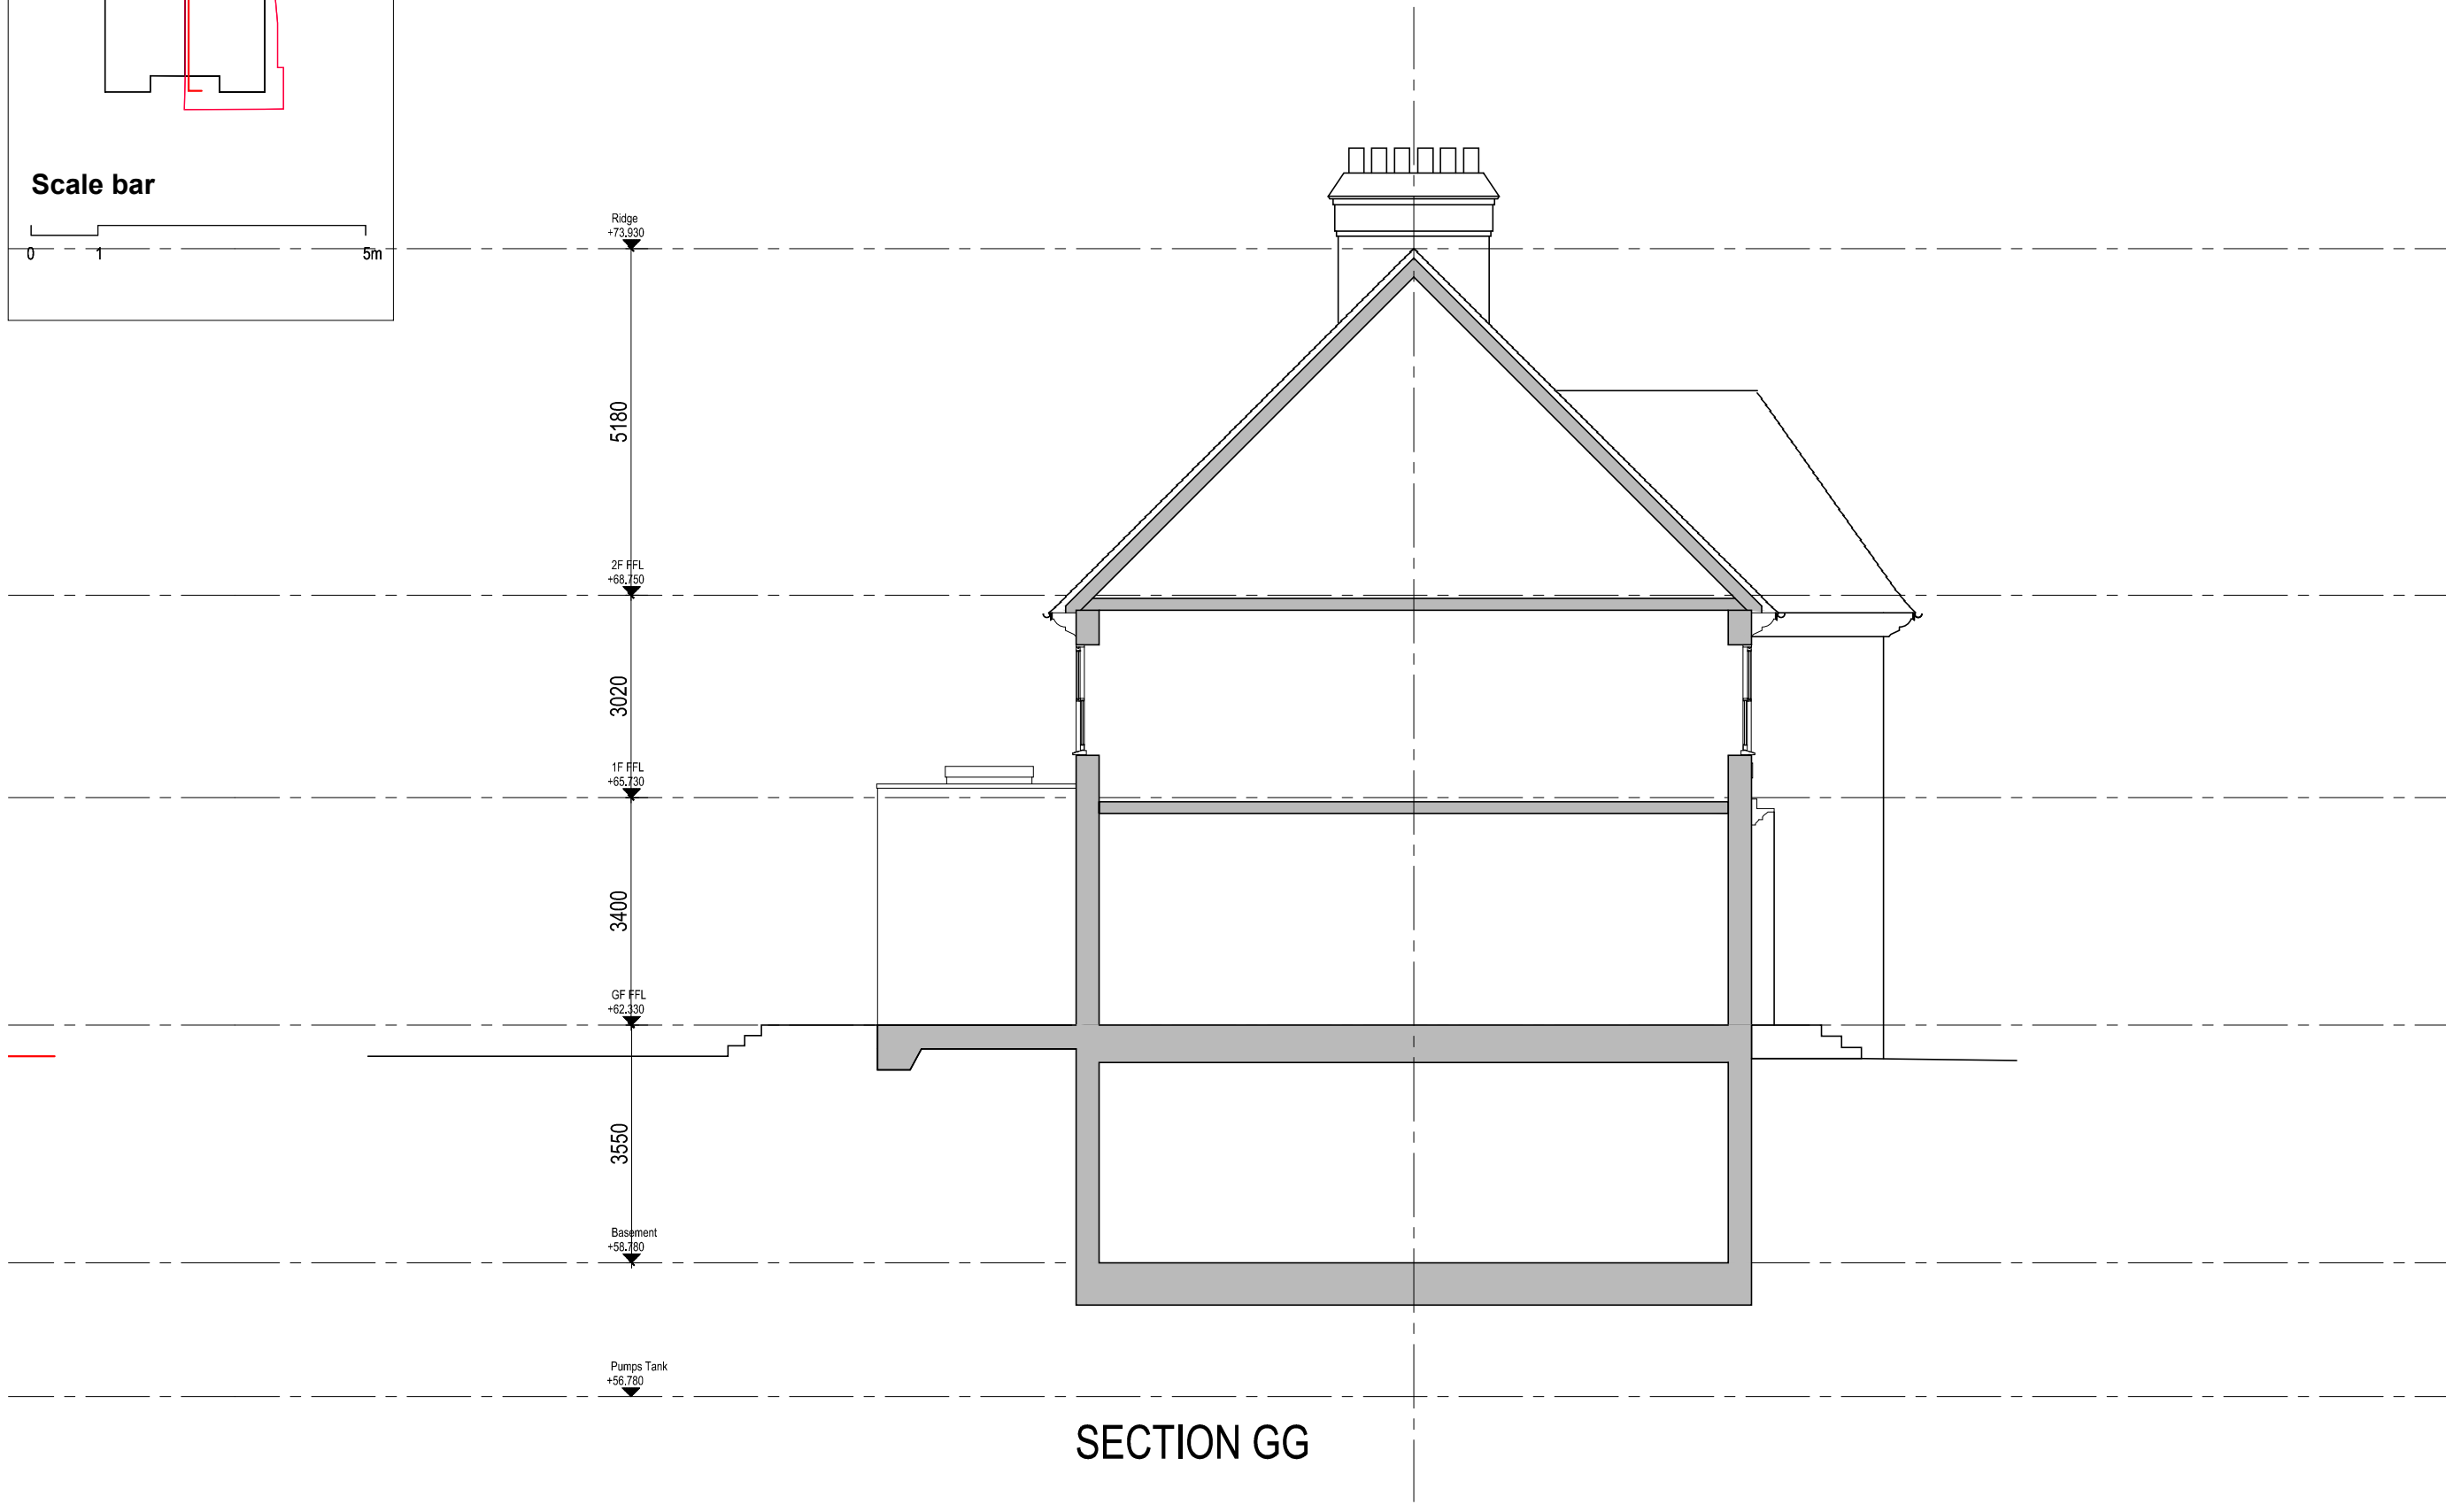 Scale bar
0 1 5m
Ridge
+73.930
5180
2F FFL
+68.750
3020
1F FFL
+65.730
3400
GF FFL
+62.330
3550
Basement
+58.780
Pumps Tank
+56.780
SECTION GG